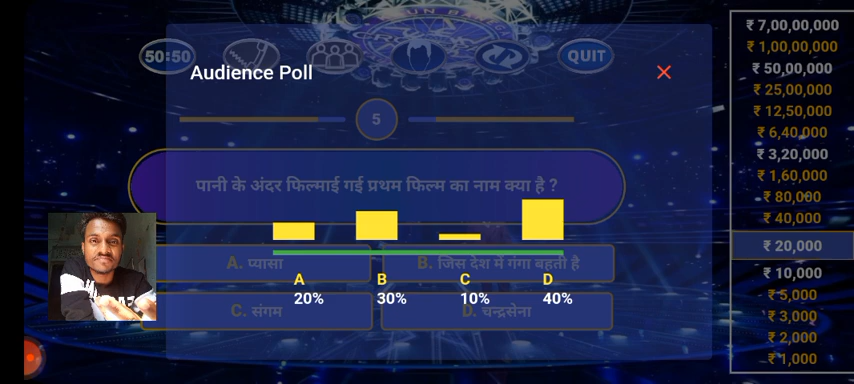 50:50
QUIT
Audience Poll
5
पानी के अंदर फिल्माई गई प्रथम फिल्म का नाम क्या है ?
A. प्यासा
B. जिस देश में गंगा बहती है
C. संगम
D. चन्द्रसेना
A
B
C
D
20%
30%
10%
40%
₹ 7,00,00,000
₹ 1,00,00,000
₹ 50,00,000
₹ 25,00,000
₹ 12,50,000
₹ 6,40,000
₹ 3,20,000
₹ 1,60,000
₹ 80,000
₹ 40,000
₹ 20,000
₹ 10,000
₹ 5,000
₹ 3,000
₹ 2,000
₹ 1,000